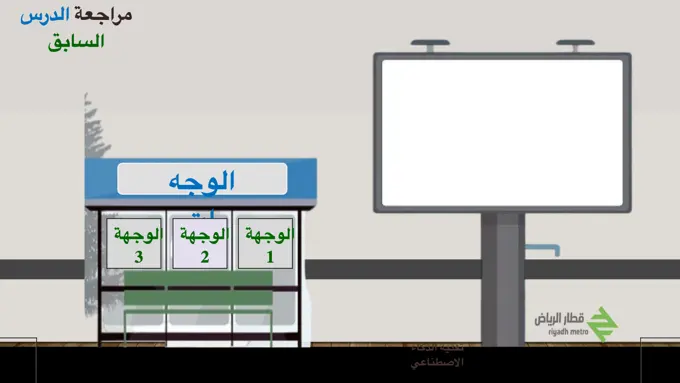 مراجعة الدرس
السابق
الوجه
الوجهة
1
الوجهة
2
الوجهة
3
قطار الرياض
riyadh metro
الاصطناعي